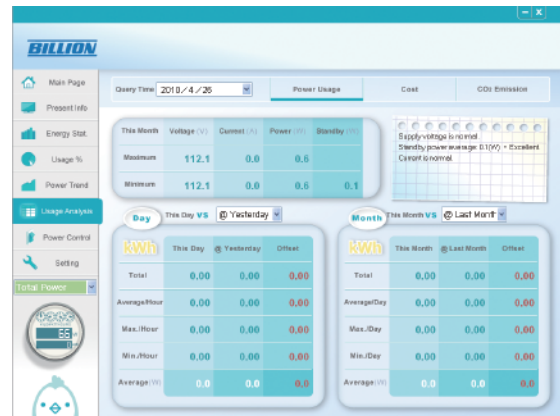 BILLION
Main Page
Present Info
Energy Stat.
Usage %
Power Trend
Usage Analysis
Power Control
Setting
Total Power
Query Time 2010/4/26
Power Usage
Cost
CO2 Emission
This Month Voltage (V) Current (A) Power (W) Standby (W)
Maximum 112.1 0.0 0.6
Minimum 112.1 0.0 0.6 0.1
Supply voltage is normal.
Standby power average: 0.1(W) = Excellent
Current is normal.
Day This Day VS @ Yesterday
kWh This Day @ Yesterday Offset
Total 0.00 0.00 0.00
Average/Hour 0.00 0.00 0.00
Max./Hour 0.00 0.00 0.00
Min./Hour 0.00 0.00 0.00
Average(W) 0.0 0.0 0.0
Month This Month VS @ Last Month
kWh This Month @ Last Month Offset
Total 0.00 0.00 0.00
Average/Day 0.00 0.00 0.00
Max./Day 0.00 0.00 0.00
Min./Day 0.00 0.00 0.00
Average(W) 0.0 0.0 0.0